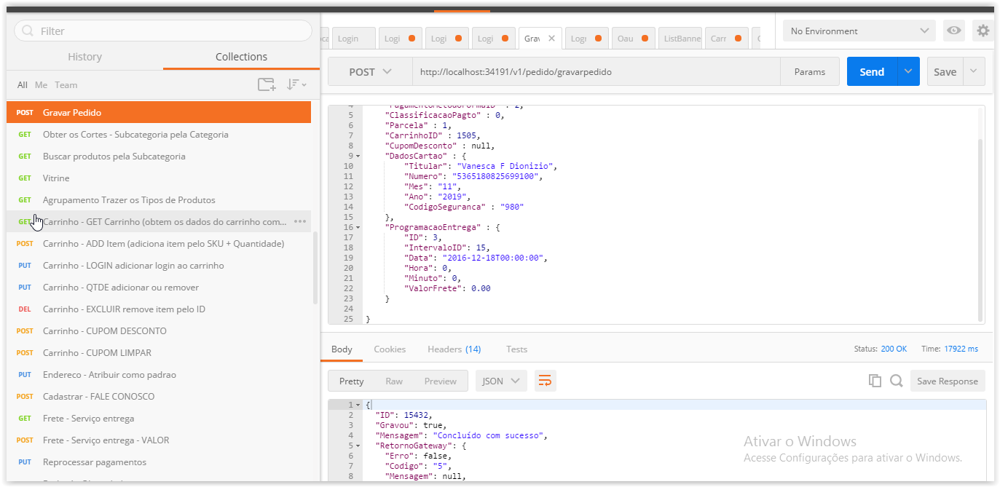 Filter
History Collections
All Me Team
POST Gravar Pedido
GET Obter os Cortes - Subcategoria pela Categoria
GET Buscar produtos pela Subcategoria
GET Vitrine
GET Agrupamento Trazer os Tipos de Produtos
GET Carrinho - GET Carrinho (obtem os dados do carrinho com...
POST Carrinho - ADD Item (adiciona item pelo SKU + Quantidade)
PUT Carrinho - LOGIN adicionar login ao carrinho
PUT Carrinho - QTDE adicionar ou remover
DEL Carrinho - EXCLUIR remove item pelo ID
POST Carrinho - CUPOM DESCONTO
POST Carrinho - CUPOM LIMPAR
PUT Endereco - Atribuir como padrao
POST Cadastrar - FALE CONOSCO
GET Frete - Serviço entrega
POST Frete - Serviço entrega - VALOR
PUT Reprocessar pagamentos
Login Logi Logi Logi Grav Logi Oau ListBanne Carr
No Environment
POST http://localhost:34191/v1/pedido/gravarpedido Params Send Save
5 "ClassificacaoPagto" : 0,
6 "Parcela" : 1,
7 "CarrinhoID" : 1505,
8 "CupomDesconto" : null,
9 "DadosCartao" : {
10 "Titular": "Vanesca F Dionizio",
11 "Numero": "5365180825699100",
12 "Mes": "11",
13 "Ano": "2019",
14 "CodigoSeguranca" : "980"
15 },
16 "ProgramacaoEntrega" : {
17 "ID": 3,
18 "IntervaloID": 15,
19 "Data": "2016-12-18T00:00:00",
20 "Hora": 0,
21 "Minuto": 0,
22 "ValorFrete": 0.00
23 }
24
25 }
Body Cookies Headers (14) Tests Status: 200 OK Time: 17922 ms
Pretty Raw Preview JSON Save Response
1 {
2 "ID": 15432,
3 "Gravou": true,
4 "Mensagem": "Concluído com sucesso",
5 "RetornoGateway": {
6 "Erro": false,
7 "Codigo": "5",
8 "Mensagem": null,
Ativar o Windows
Acesse Configurações para ativar o Windows.